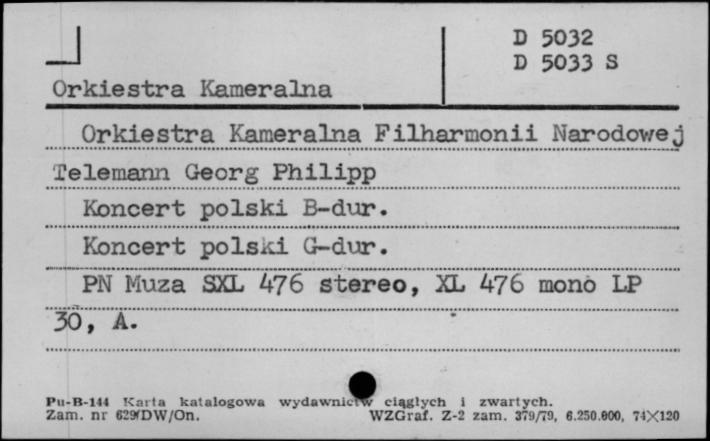 D 5032
D 5033 S
Orkiestra Kameralna
Orkiestra Kameralna Filharmonii Narodowej
Telemann Georg Philipp
Koncert polski B-dur.
Koncert polski G-dur.
PN Muza SXL 476 stereo, XL 476 mono LP
30, A.
Pu-B-144 Karta katalogowa wydawnictw ciągłych i zwartych.
Zam. nr 629/DW/On. WZGraf. Z-2 zam. 379/79, 6.250.000, 74×120